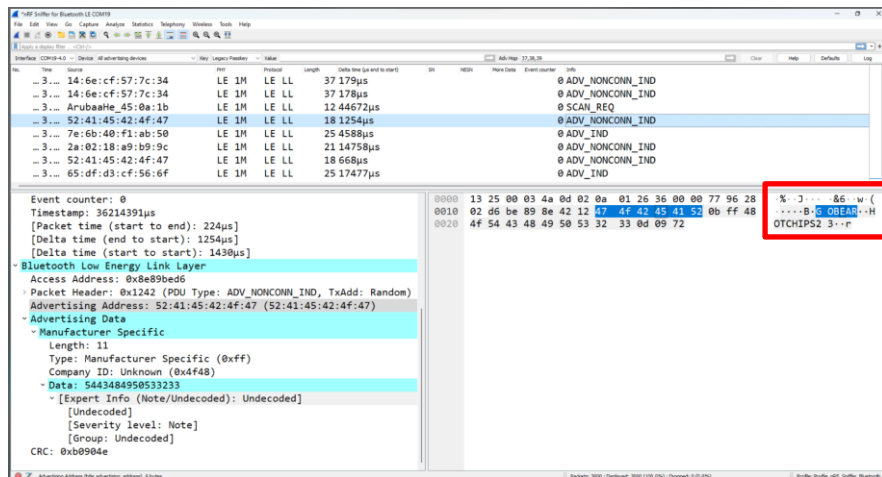 *nRF Sniffer for Bluetooth LE COM19
File Edit View Go Capture Analyze Statistics Telephony Wireless Tools Help
Apply a display filter ... <Ctrl-/>
Interface COM19-4.0 Device All advertising devices Key Legacy Passkey Value Adv Hop 37,38,39 Clear Help Defaults Log
No. Time Source PHY Protocol Length Delta time (µs end to start) SN NESN More Data Event counter Info
…3.… 14:6e:cf:57:7c:34 LE 1M LE LL 37 179µs 0 ADV_NONCONN_IND
…3.… 14:6e:cf:57:7c:34 LE 1M LE LL 37 178µs 0 ADV_NONCONN_IND
…3.… ArubaaHe_45:0a:1b LE 1M LE LL 12 44672µs 0 SCAN_REQ
…3.… 52:41:45:42:4f:47 LE 1M LE LL 18 1254µs 0 ADV_NONCONN_IND
…3.… 7e:6b:40:f1:ab:50 LE 1M LE LL 25 4588µs 0 ADV_IND
…3.… 2a:02:18:a9:b9:9c LE 1M LE LL 21 14758µs 0 ADV_NONCONN_IND
…3.… 52:41:45:42:4f:47 LE 1M LE LL 18 668µs 0 ADV_NONCONN_IND
…3.… 65:df:d3:cf:56:6f LE 1M LE LL 25 17477µs 0 ADV_IND
Event counter: 0
Timestamp: 36214391µs
[Packet time (start to end): 224µs]
[Delta time (end to start): 1254µs]
[Delta time (start to start): 1430µs]
Bluetooth Low Energy Link Layer
Access Address: 0x8e89bed6
Packet Header: 0x1242 (PDU Type: ADV_NONCONN_IND, TxAdd: Random)
Advertising Address: 52:41:45:42:4f:47 (52:41:45:42:4f:47)
Advertising Data
Manufacturer Specific
Length: 11
Type: Manufacturer Specific (0xff)
Company ID: Unknown (0x4f48)
Data: 5443484950533233
[Expert Info (Note/Undecoded): Undecoded]
[Undecoded]
[Severity level: Note]
[Group: Undecoded]
CRC: 0xb0904e
0000 13 25 00 03 4a 0d 02 0a 01 26 36 00 00 77 96 28 ·%··J··· ·&6··w·(
0010 02 d6 be 89 8e 42 12 47 4f 42 45 41 52 0b ff 48 ·····B·G OBEAR··H
0020 4f 54 43 48 49 50 53 32 33 0d 09 72 OTCHIPS2 3··r
Advertising Address (btle.advertising_address), 6 bytes
Profile: Profile_nRF_Sniffer_Bluetooth